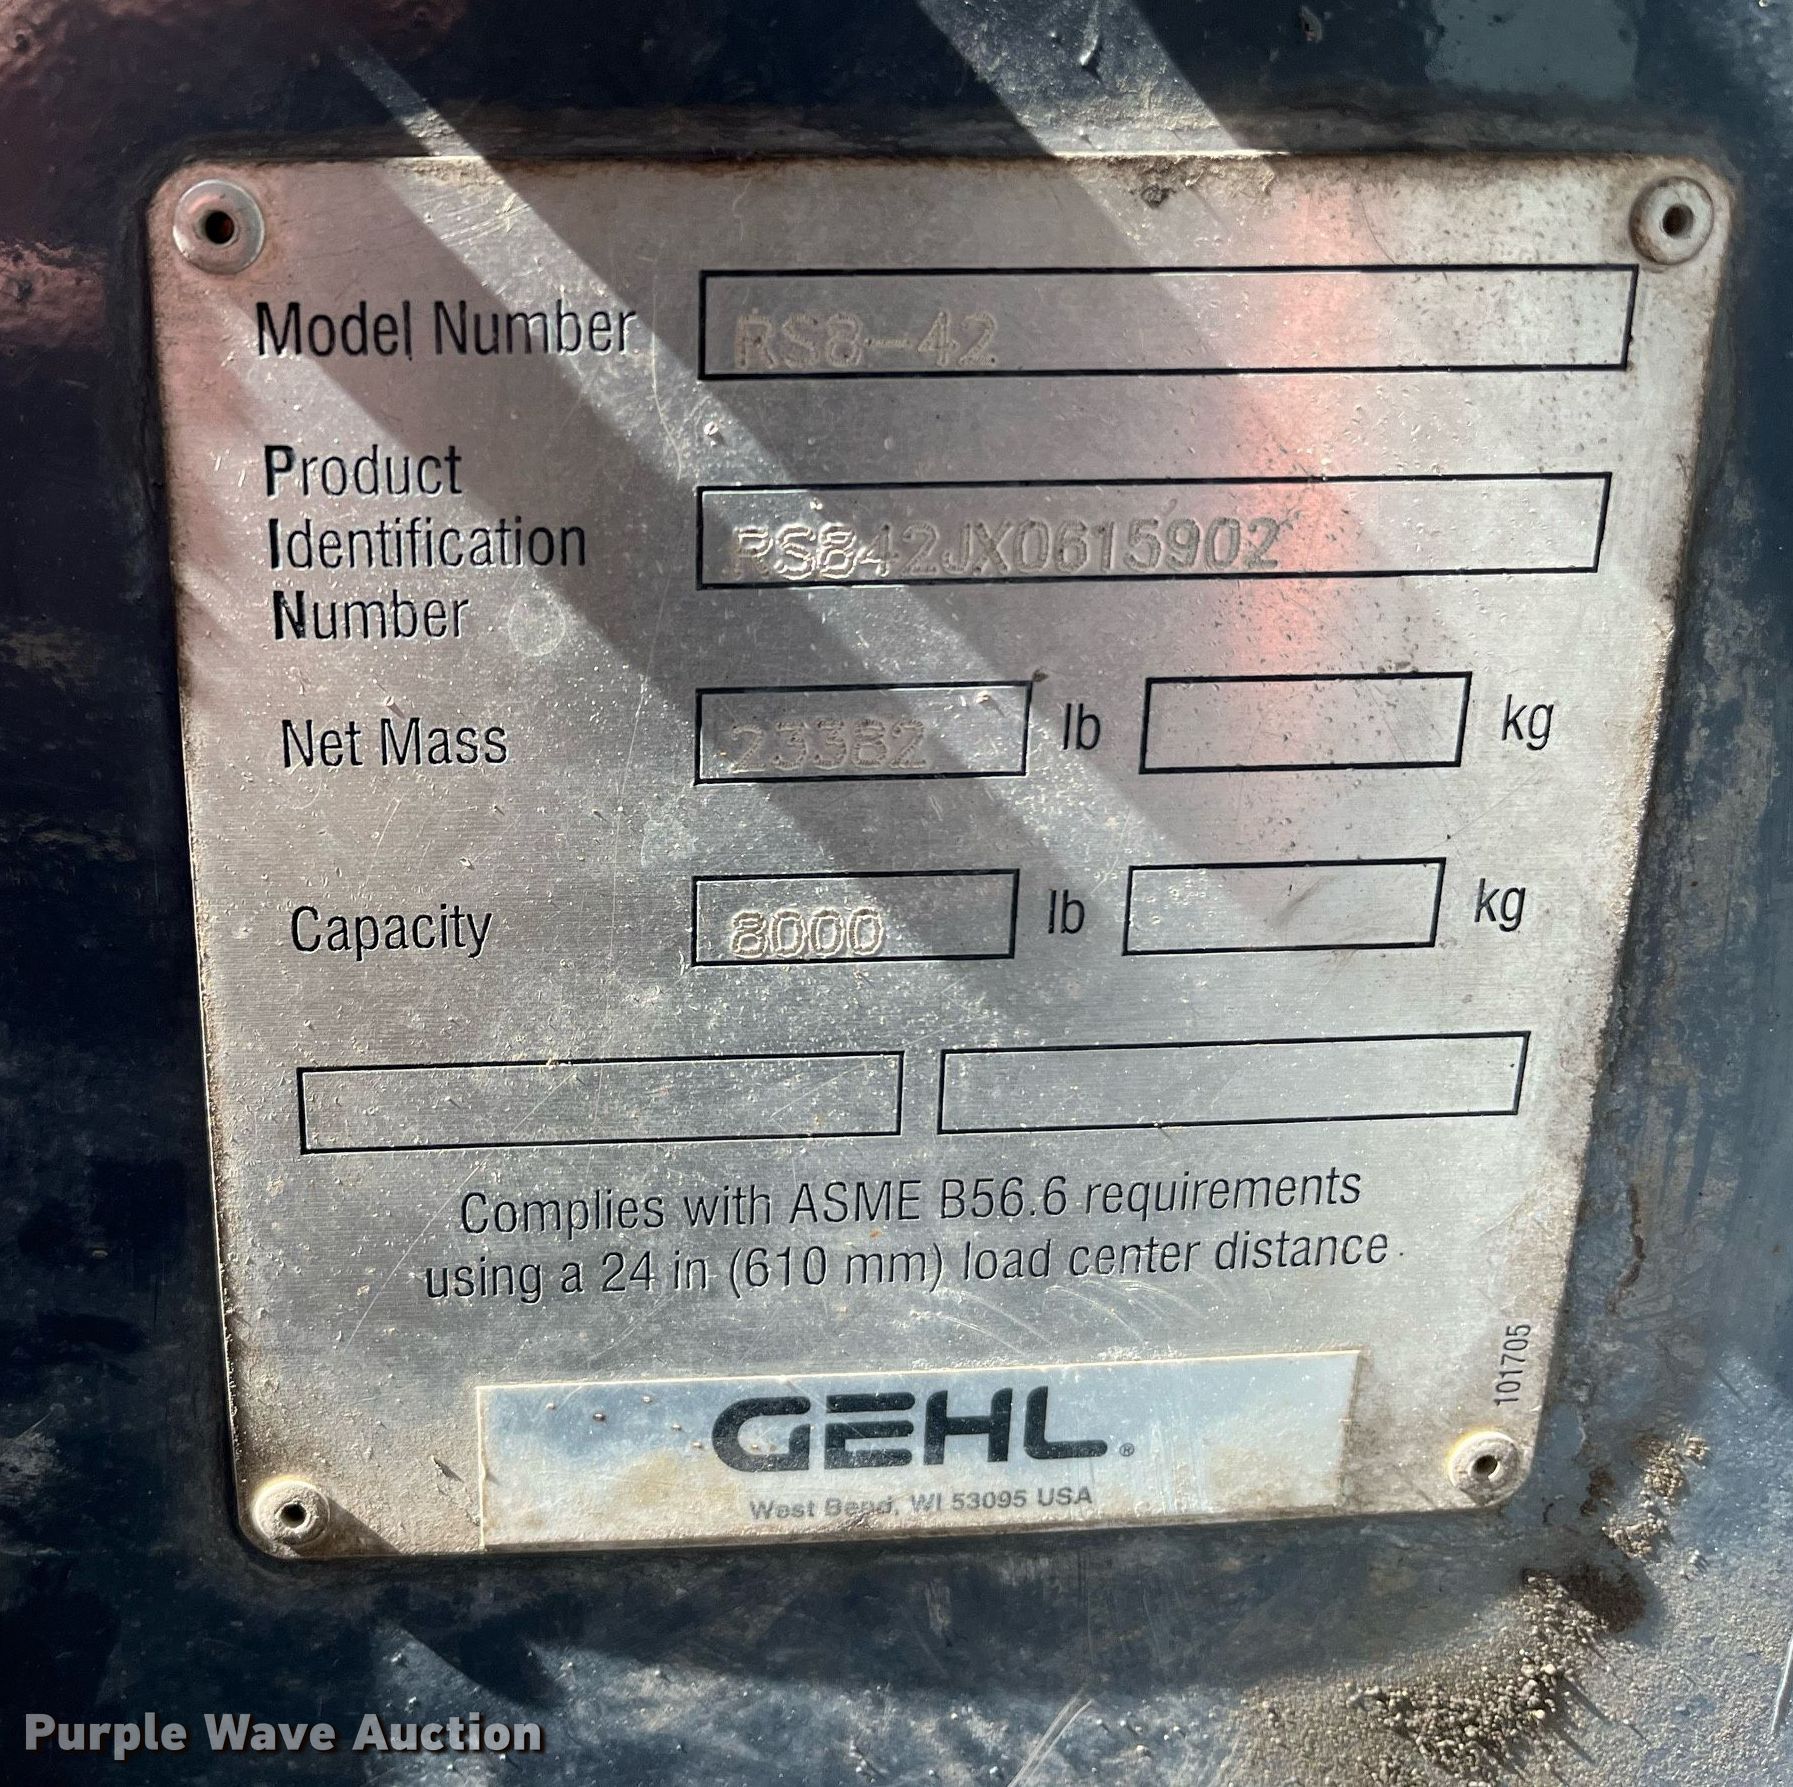 Model Number RS8-42
Product
Identification RS842JX0615902
Number
Net Mass 23382 lb kg
Capacity 8000 lb kg
Complies with ASME B56.6 requirements
using a 24 in (610 mm) load center distance.
101705
GEHL®
West Bend, WI 53095 USA
Purple Wave Auction